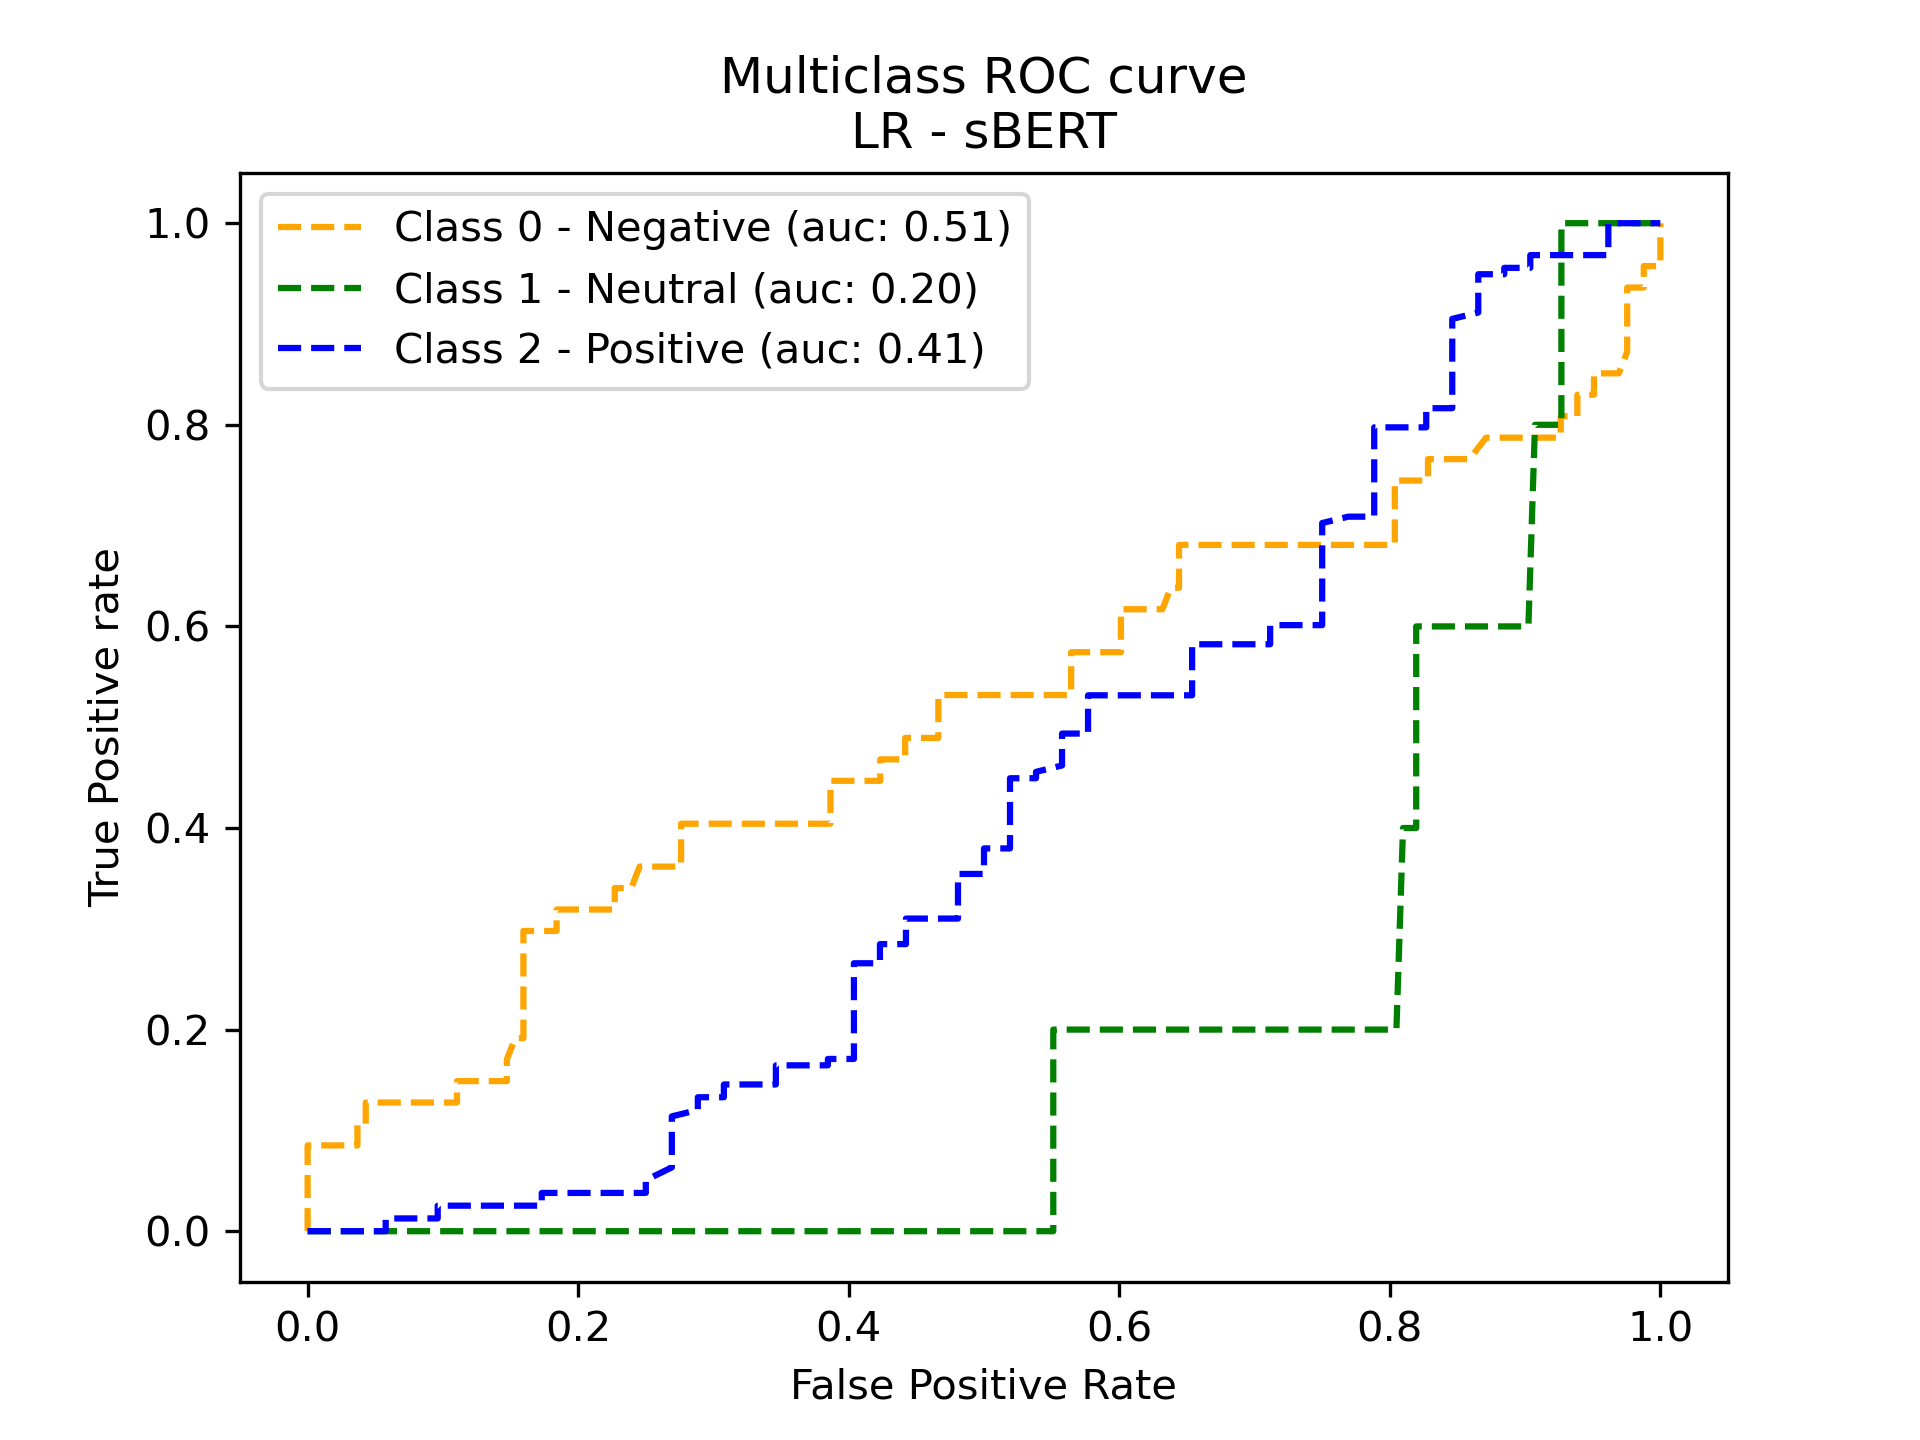 Multiclass ROC curve
LR - sBERT
Class 0 - Negative (auc: 0.51)
Class 1 - Neutral (auc: 0.20)
Class 2 - Positive (auc: 0.41)
1.0
0.8
0.6
0.4
0.2
0.0
True Positive rate
0.0 0.2 0.4 0.6 0.8 1.0
False Positive Rate